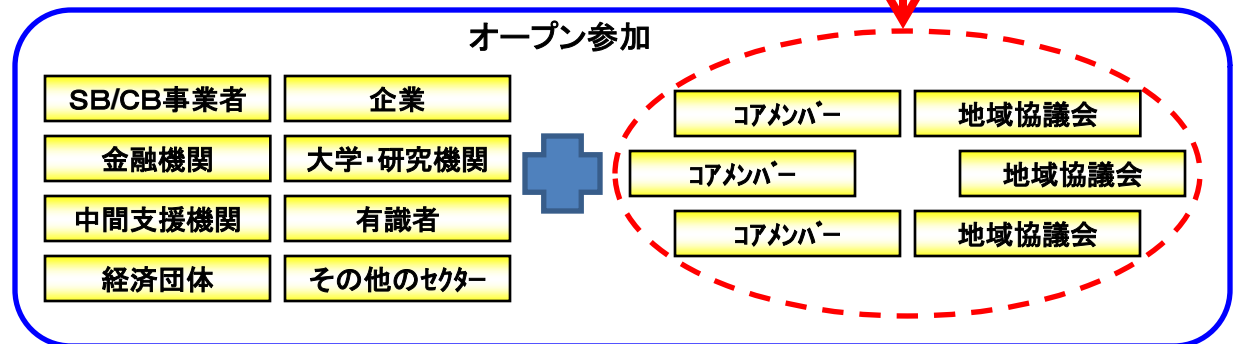 オープン参加
SB/CB事業者
企業
金融機関
大学・研究機関
中間支援機関
有識者
経済団体
その他のｾｸﾀｰ
ｺｱﾒﾝﾊﾞｰ
地域協議会
ｺｱﾒﾝﾊﾞｰ
地域協議会
ｺｱﾒﾝﾊﾞｰ
地域協議会